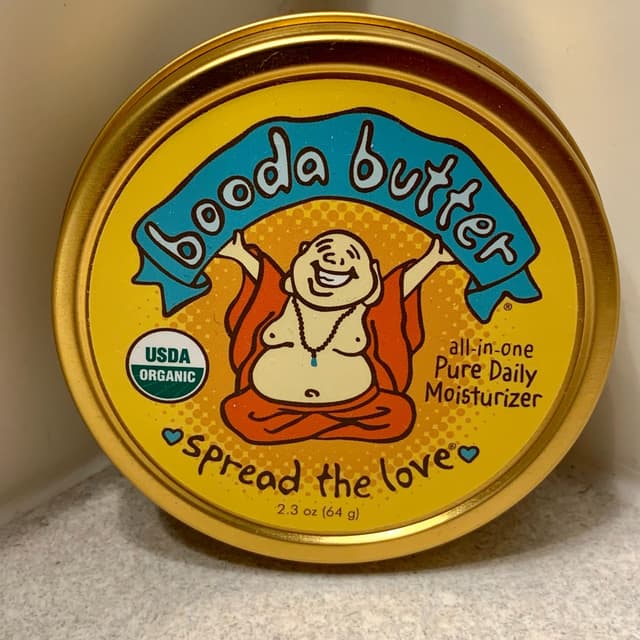 booda butter®
USDA
ORGANIC
all-in-one
Pure Daily
Moisturizer
spread the love®
2.3 oz (64 g)